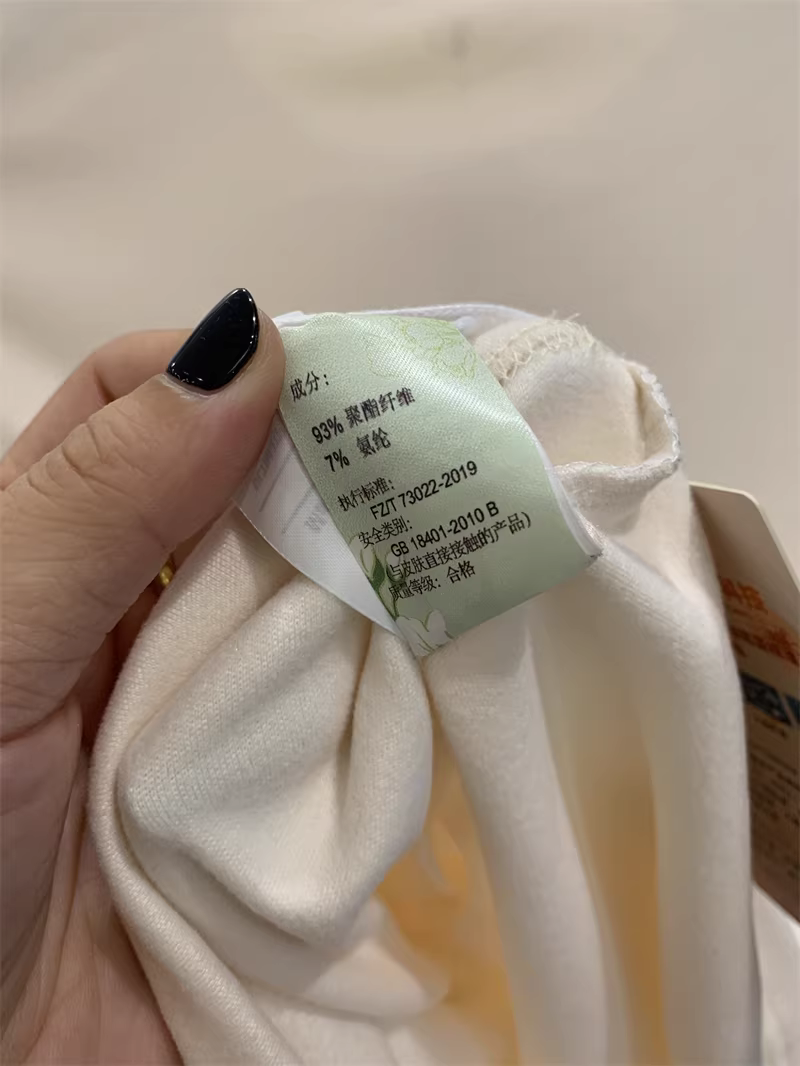 成分：
93% 聚酯纤维
7% 氨纶
执行标准：
FZ/T 73022-2019
安全类别：
GB 18401-2010 B
(与皮肤直接接触的产品)
质量等级：合格